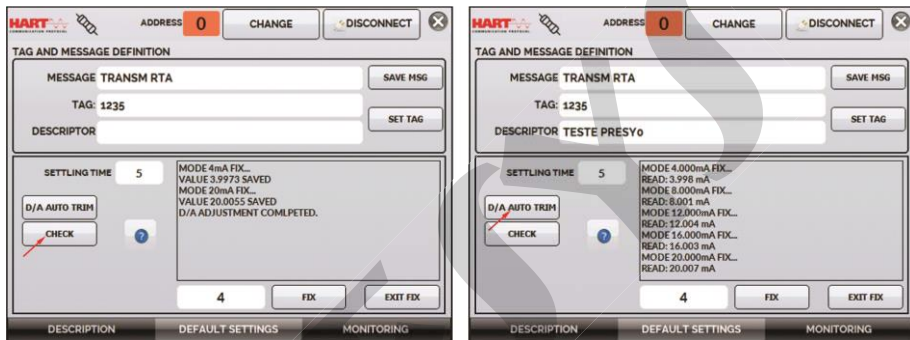 HART
COMMUNICATION PROTOCOL
ADDRESS 0 CHANGE DISCONNECT
TAG AND MESSAGE DEFINITION
MESSAGE TRANSM RTA SAVE MSG
TAG: 1235
SET TAG
DESCRIPTOR
SETTLING TIME 5
MODE 4mA FIX...
VALUE 3.9973 SAVED
MODE 20mA FIX...
VALUE 20.0055 SAVED
D/A ADJUSTMENT COMLPETED.
D/A AUTO TRIM
CHECK ?
4 FIX EXIT FIX
DESCRIPTION DEFAULT SETTINGS MONITORING
HART
COMMUNICATION PROTOCOL
ADDRESS 0 CHANGE DISCONNECT
TAG AND MESSAGE DEFINITION
MESSAGE TRANSM RTA SAVE MSG
TAG: 1235
SET TAG
DESCRIPTOR TESTE PRESY0
SETTLING TIME 5
MODE 4.000mA FIX...
READ: 3.998 mA
MODE 8.000mA FIX...
READ: 8.001 mA
MODE 12.000mA FIX...
READ: 12.004 mA
MODE 16.000mA FIX...
READ: 16.003 mA
MODE 20.000mA FIX...
READ: 20.007 mA
D/A AUTO TRIM
CHECK ?
4 FIX EXIT FIX
DESCRIPTION DEFAULT SETTINGS MONITORING